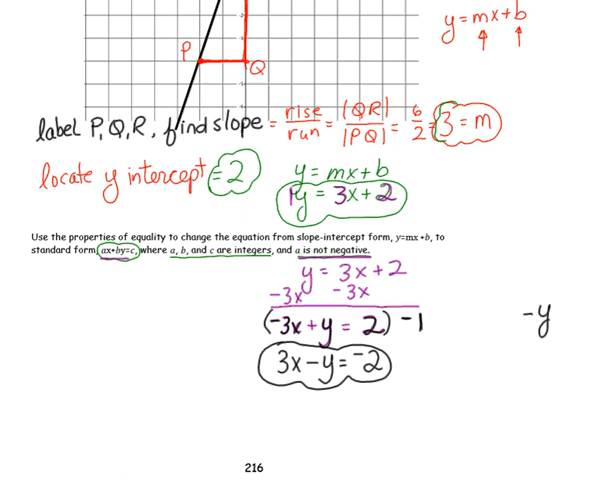 y = mx + b
P
Q
label P, Q, R, find slope = rise/run = |QR|/|PQ| = 6/2 = 3 = m
locate y intercept = 2
y = mx + b
1y = 3x + 2
Use the properties of equality to change the equation from slope-intercept form, y=mx +b, to
standard form ax+by=c, where a, b, and c are integers, and a is not negative.
y = 3x + 2
-3x -3x
(-3x + y = 2) -1
-y
3x - y = -2
216